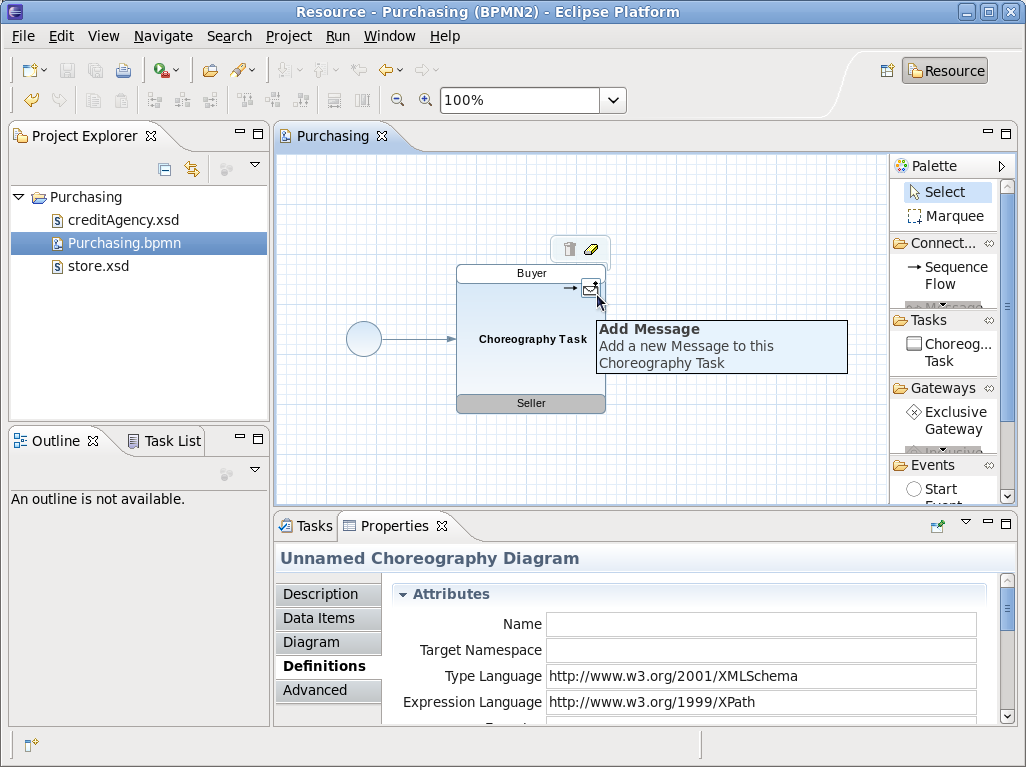 Resource - Purchasing (BPMN2) - Eclipse Platform
File Edit View Navigate Search Project Run Window Help
Resource
100%
Project Explorer
Purchasing
creditAgency.xsd
Purchasing.bpmn
store.xsd
Outline
Task List
An outline is not available.
Purchasing
Buyer
Choreography Task
Seller
Add Message
Add a new Message to this
Choreography Task
Palette
Select
Marquee
Connect...
Sequence
Flow
Tasks
Choreog...
Task
Gateways
Exclusive
Gateway
Events
Start
Tasks
Properties
Unnamed Choreography Diagram
Description
Data Items
Diagram
Definitions
Advanced
Attributes
Name
Target Namespace
Type Language http://www.w3.org/2001/XMLSchema
Expression Language http://www.w3.org/1999/XPath